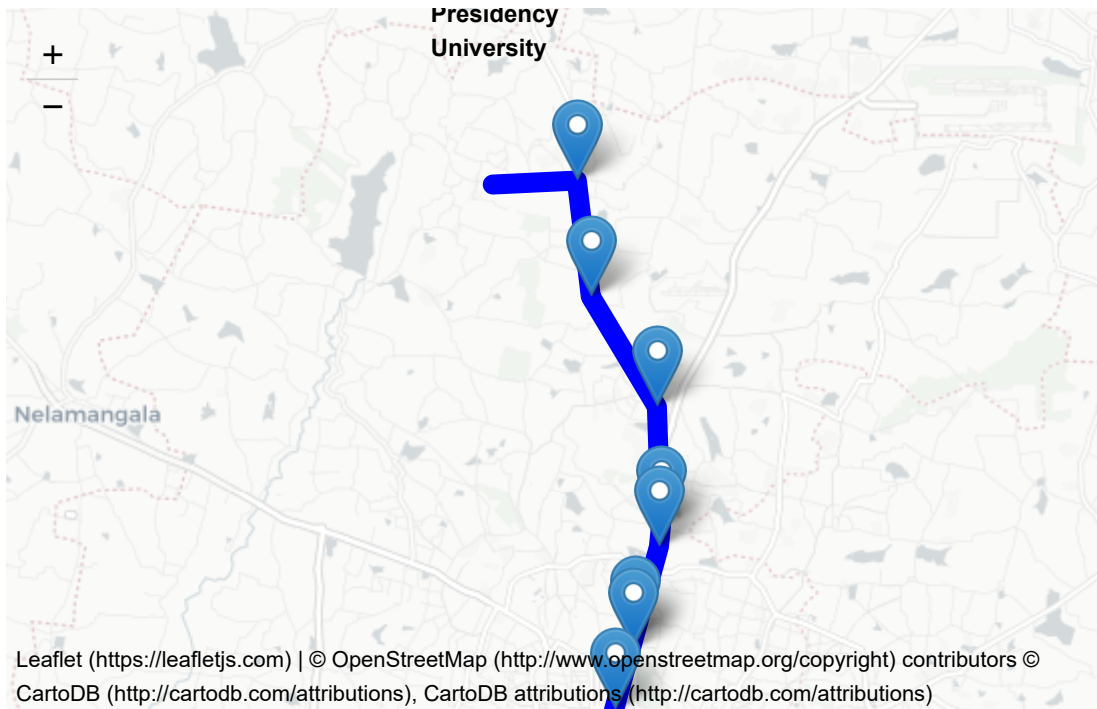 Presidency
University
+
−
Nelamangala
Leaflet (https://leafletjs.com) | © OpenStreetMap (http://www.openstreetmap.org/copyright) contributors ©
CartoDB (http://cartodb.com/attributions), CartoDB attributions (http://cartodb.com/attributions)